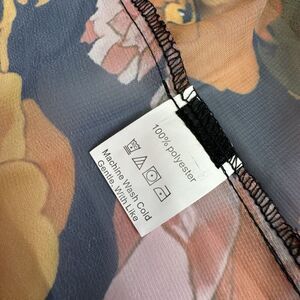 100% polyester
Machine Wash Cold
Gentle, With Like